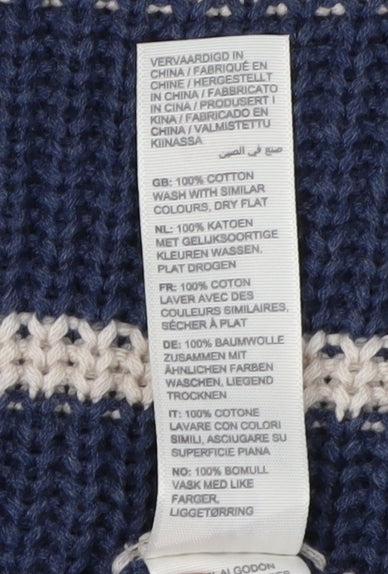 VERVAARDIGD IN
CHINA / FABRIQUÉ EN
CHINE / HERGESTELLT
IN CHINA / FABBRICATO
IN CINA / PRODUSERT I
KINA / FABRICADO EN
CHINA / VALMISTETTU
KIINASSA
صنع في الصين
GB: 100% COTTON
WASH WITH SIMILAR
COLOURS, DRY FLAT
NL: 100% KATOEN
MET GELIJKSOORTIGE
KLEUREN WASSEN,
PLAT DROGEN
FR: 100% COTON
LAVER AVEC DES
COULEURS SIMILAIRES,
SÉCHER À PLAT
DE: 100% BAUMWOLLE
ZUSAMMEN MIT
ÄHNLICHEN FARBEN
WASCHEN, LIEGEND
TROCKNEN
IT: 100% COTONE
LAVARE CON COLORI
SIMILI, ASCIUGARE SU
SUPERFICIE PIANA
NO: 100% BOMULL
VASK MED LIKE
FARGER,
LIGGETØRRING
ALGODÓN